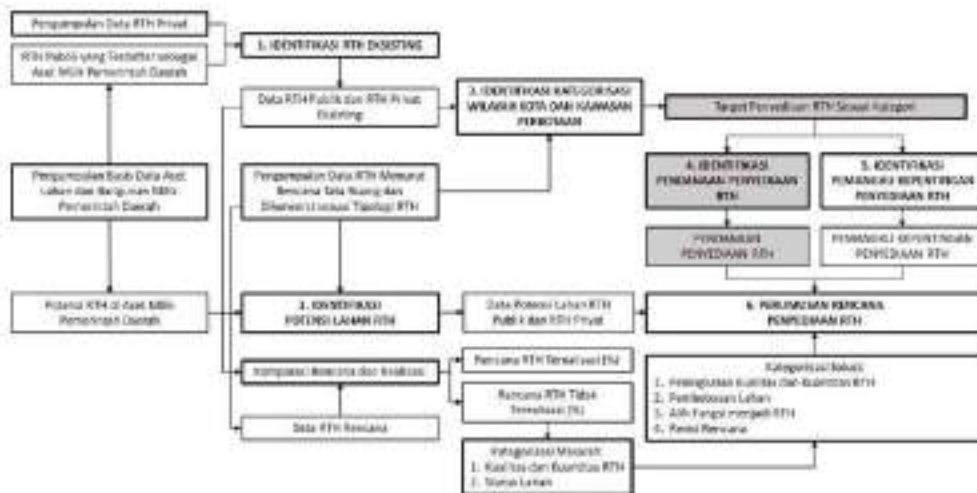 Pengumpulan Data RTH Privat
RTH Publik yang Terdaftar sebagai
Aset Milik Pemerintah Daerah
1. IDENTIFIKASI RTH EKSISTING
Data RTH Publik dan RTH Privat
Eksisting
3. IDENTIFIKASI KATEGORISASI
WILAYAH KOTA DAN KAWASAN
PERKOTAAN
Target Penyediaan RTH Sesuai Kategori
Pengumpulan Basis Data Aset
Lahan dan Bangunan Milik
Pemerintah Daerah
Pengumpulan Data RTH Menurut
Rencana Tata Ruang dan
Dikonversi sesuai Tipologi RTH
4. IDENTIFIKASI
PENDANAAN PENYEDIAAN
RTH
5. IDENTIFIKASI
PEMANGKU KEPENTINGAN
PENYEDIAAN RTH
PENDANAAN
PENYEDIAAN RTH
PEMANGKU KEPENTINGAN
PENYEDIAAN RTH
Potensi RTH di Aset Milik
Pemerintah Daerah
2. IDENTIFIKASI
POTENSI LAHAN RTH
Data Potensi Lahan RTH
Publik dan RTH Privat
6. PERUMUSAN RENCANA
PENYEDIAAN RTH
Komparasi Rencana dan Realisasi
Rencana RTH Terealisasi (%)
Rencana RTH Tidak
Terealisasi (%)
Data RTH Rencana
Kategorisasi Masalah
1. Kualitas dan Kuantitas RTH
2. Status Lahan
Kategorisasi Solusi
1. Peningkatan Kualitas dan Kuantitas RTH
2. Pembebasan Lahan
3. Alih Fungsi menjadi RTH
4. Revisi Rencana